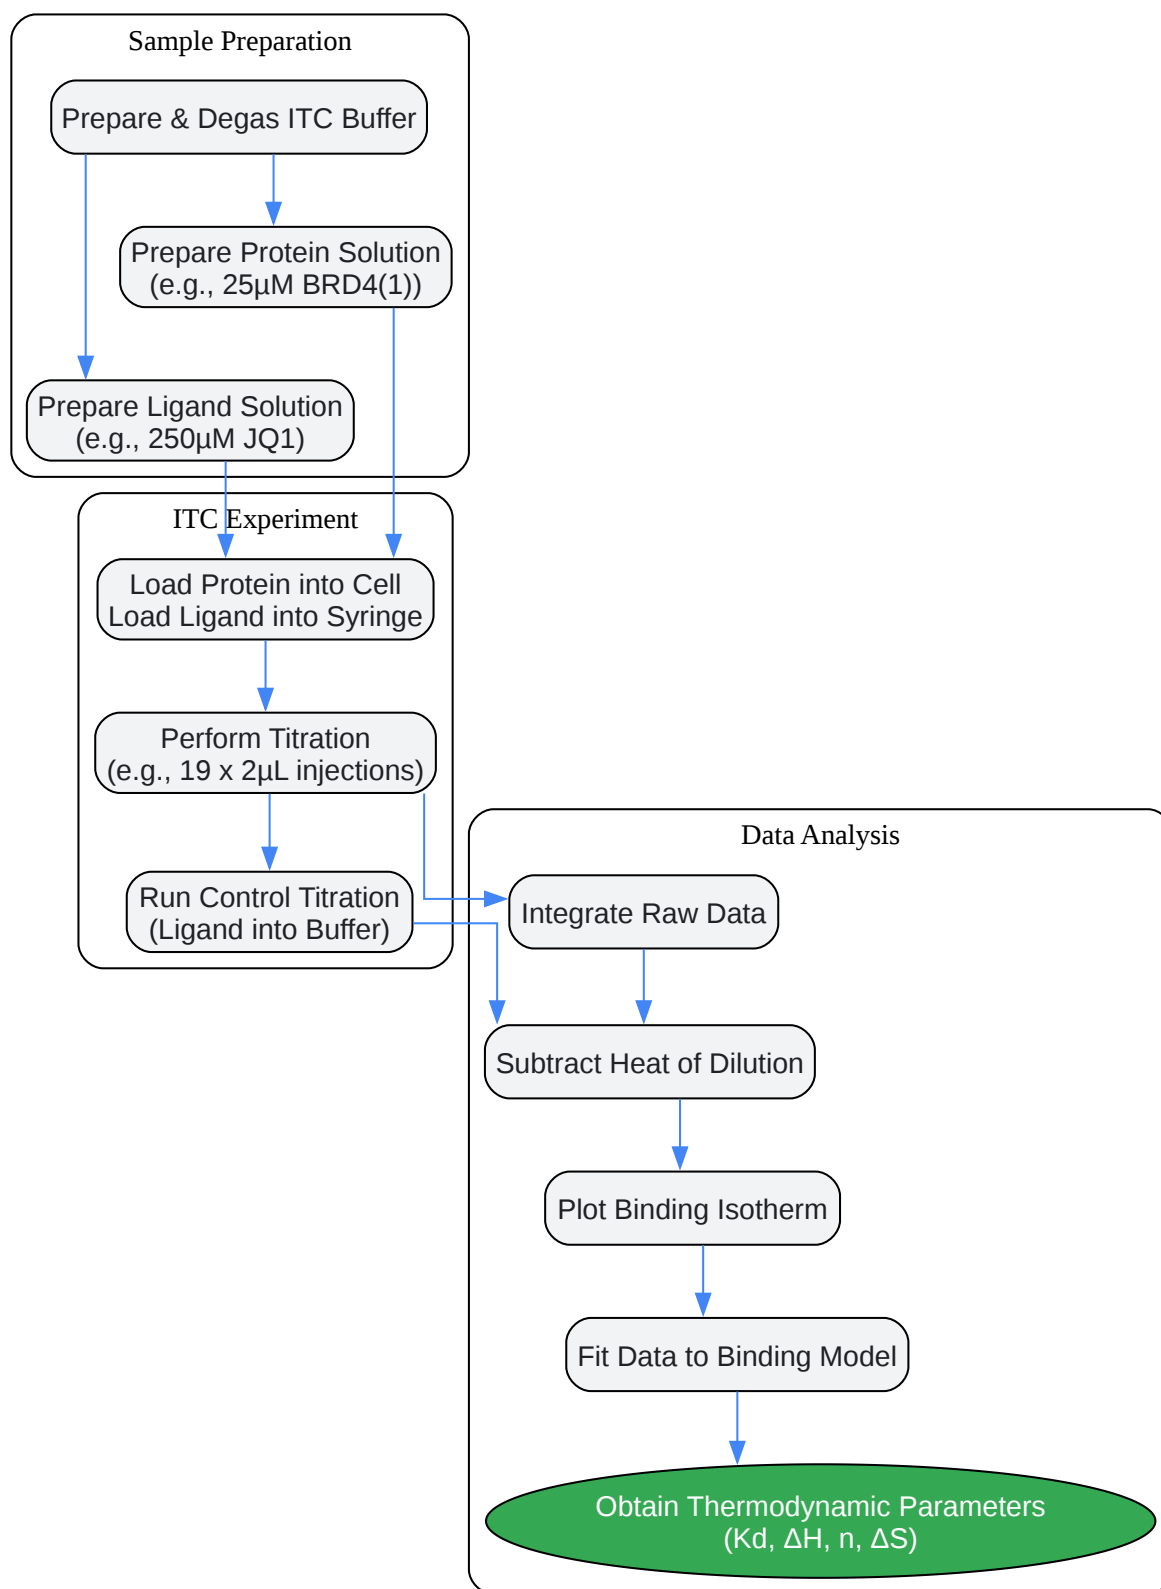 Sample Preparation
Prepare & Degas ITC Buffer
Prepare Protein Solution
(e.g., 25µM BRD4(1))
Prepare Ligand Solution
(e.g., 250µM JQ1)
ITC Experiment
Load Protein into Cell
Load Ligand into Syringe
Perform Titration
(e.g., 19 x 2µL injections)
Run Control Titration
(Ligand into Buffer)
Data Analysis
Integrate Raw Data
Subtract Heat of Dilution
Plot Binding Isotherm
Fit Data to Binding Model
Obtain Thermodynamic Parameters
(Kd, ΔH, n, ΔS)